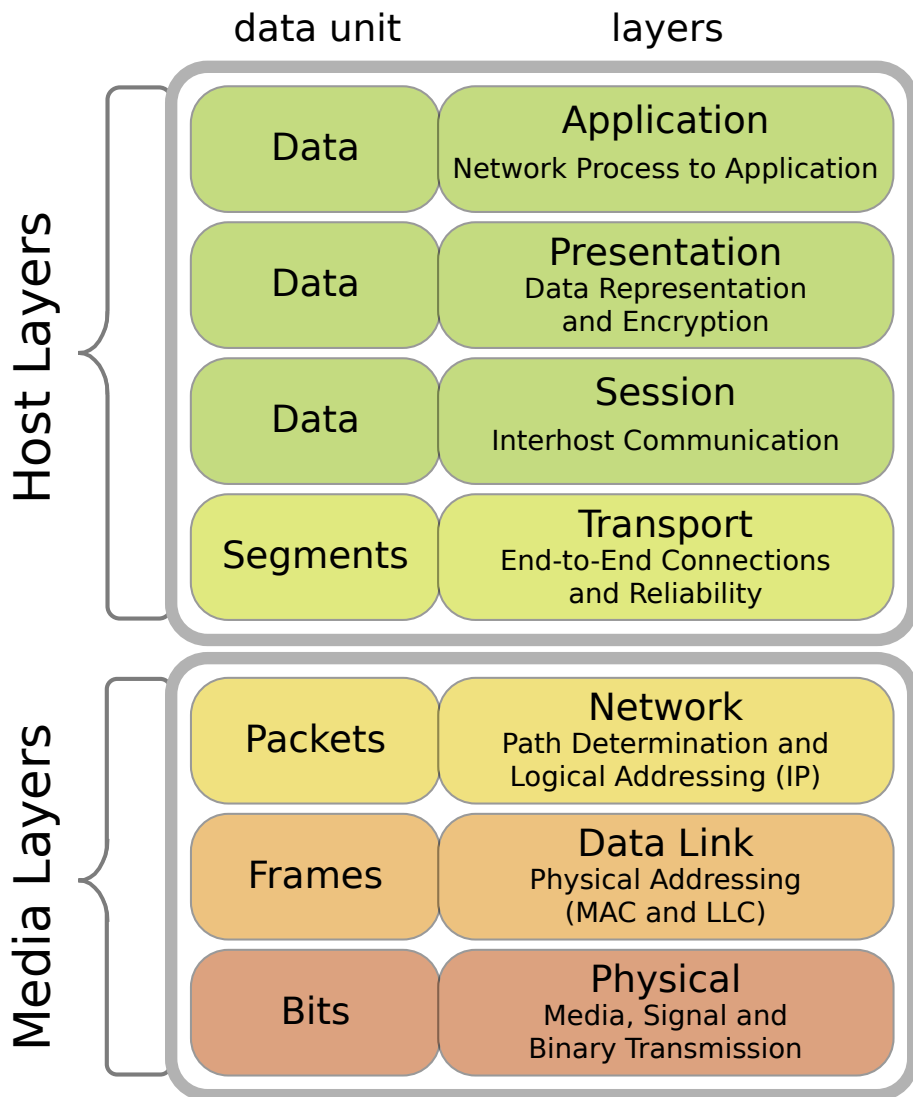 data unit
layers
Host Layers
Data
Application
Network Process to Application
Data
Presentation
Data Representation
and Encryption
Data
Session
Interhost Communication
Segments
Transport
End-to-End Connections
and Reliability
Media Layers
Packets
Network
Path Determination and
Logical Addressing (IP)
Frames
Data Link
Physical Addressing
(MAC and LLC)
Bits
Physical
Media, Signal and
Binary Transmission